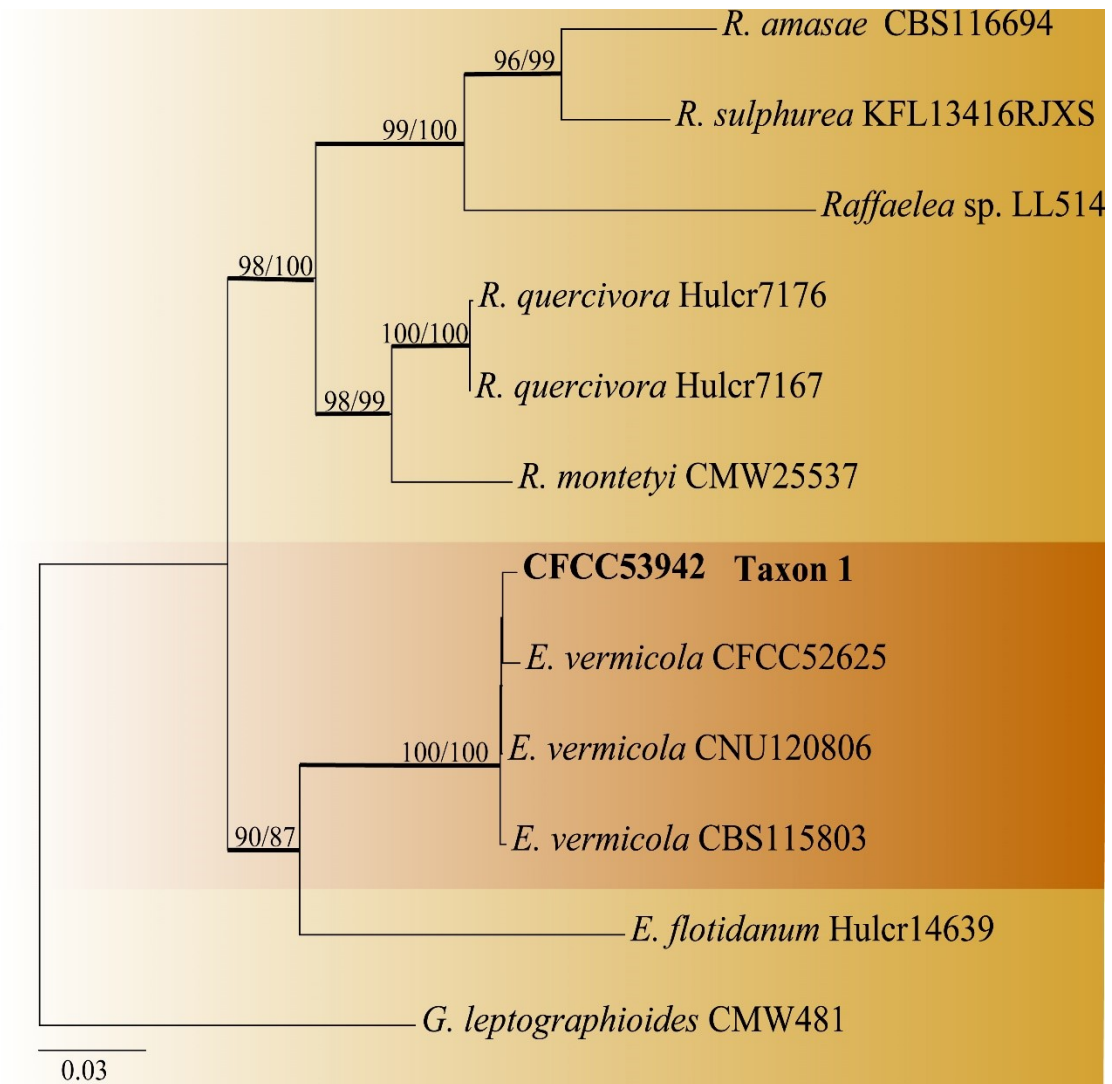 R. amasae CBS116694
96/99
R. sulphurea KFL13416RJXS
99/100
Raffaelea sp. LL514
98/100
R. quercivora Hulcr7176
100/100
R. quercivora Hulcr7167
98/99
R. montetyi CMW25537
CFCC53942 Taxon 1
E. vermicola CFCC52625
E. vermicola CNU120806
100/100
E. vermicola CBS115803
90/87
E. flotidanum Hulcr14639
G. leptographioides CMW481
0.03